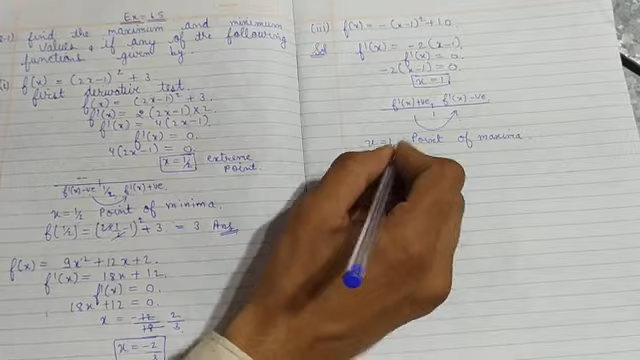 Ex = 6.5
Q-1) find the maximum and minimum
values, if any of the following
functions given by
(i) f(x) = (2x-1)² + 3
first derivative test.
f(x) = (2x-1)² + 3.
f'(x) = 2(2x-1)×2.
f'(x) = 4(2x-1).
f'(x) = 0.
4(2x-1) = 0.
x = 1/2 extreme
point.
f'(x)-ve 1/2 f'(x)+ve.
x = 1/2 Point of minima.
f(1/2) = (2×1/2 -1)² + 3 = 3 Ans
f(x) = 9x² + 12x + 2.
f'(x) = 18x + 12.
f'(x) = 0.
18x + 12 = 0.
x = -12/18 2/3
x = -2/3
(iii) f(x) = -(x-1)² + 10.
Sol f'(x) = -2(x-1).
f'(x) = 0.
-2(x-1) = 0.
x = 1
f'(x)+ve, f'(x)-ve.
1
x = 1 Point of maxima.